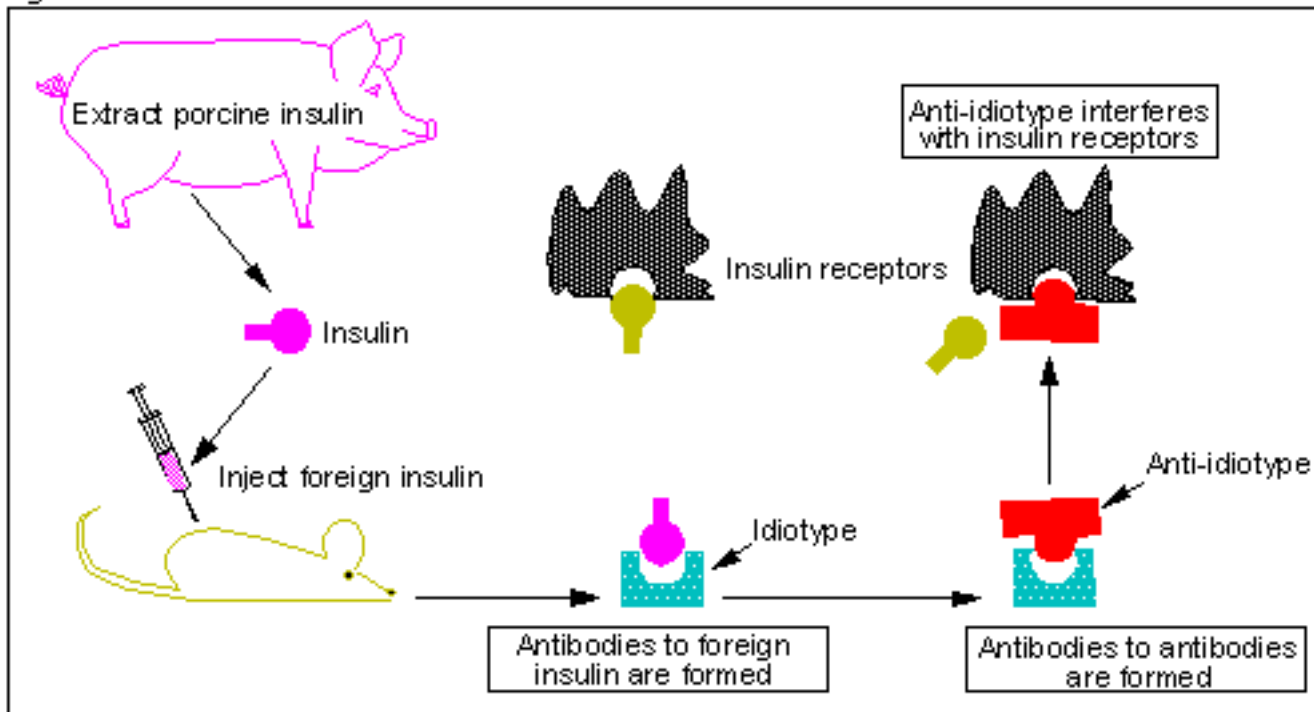 Extract porcine insulin
Anti-idiotype interferes
with insulin receptors
Insulin receptors
Insulin
Inject foreign insulin
Anti-idiotype
Idiotype
Antibodies to foreign
insulin are formed
Antibodies to antibodies
are formed